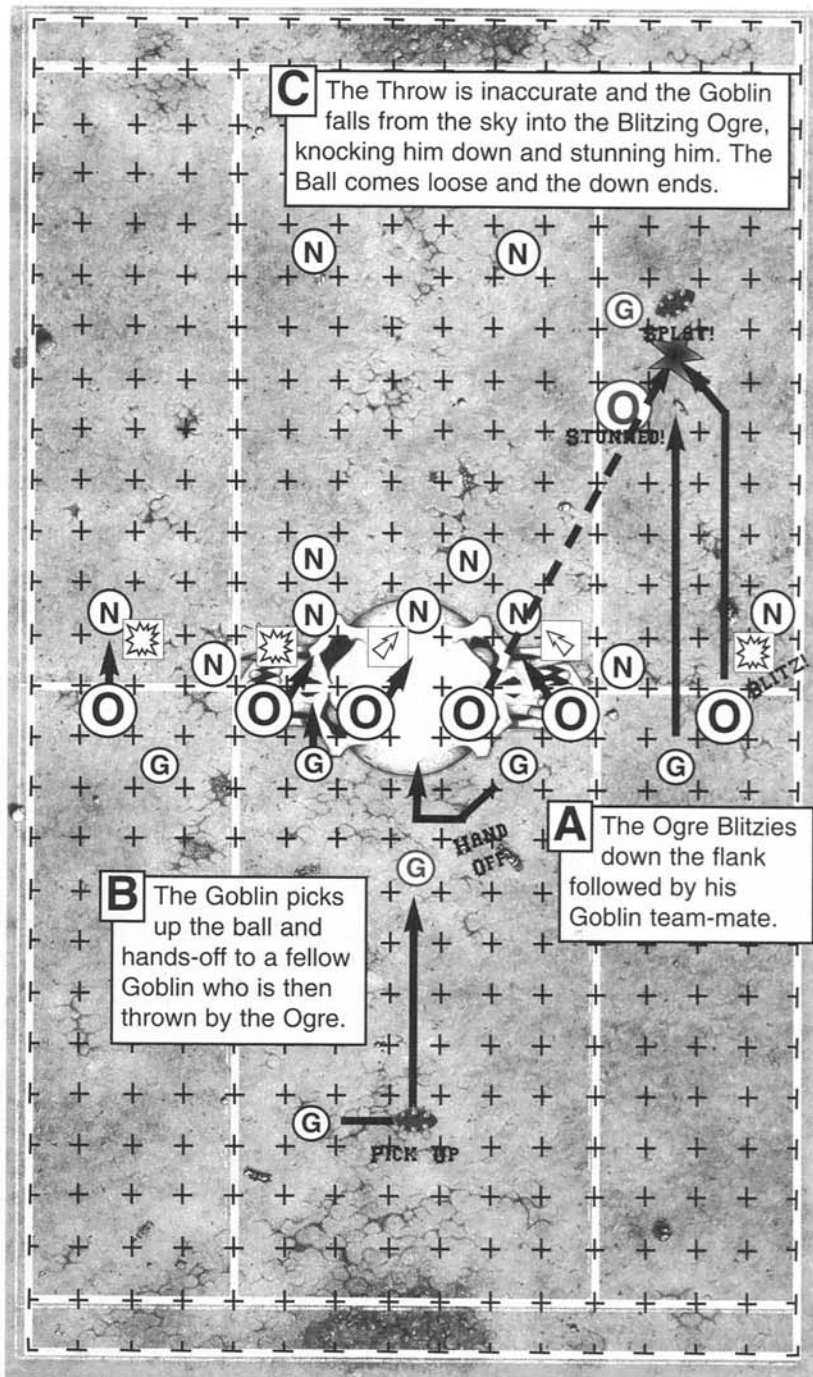 C The Throw is inaccurate and the Goblin
falls from the sky into the Blitzing Ogre,
knocking him down and stunning him. The
Ball comes loose and the down ends.
N N
G
SPLAT!
O
STUNNED!
N N
N N N N N
N N
BLITZ!
O O O O O O
G G G G
HAND
OFF
G
A The Ogre Blitzies
down the flank
followed by his
Goblin team-mate.
B The Goblin picks
up the ball and
hands-off to a fellow
Goblin who is then
thrown by the Ogre.
G
PICK UP